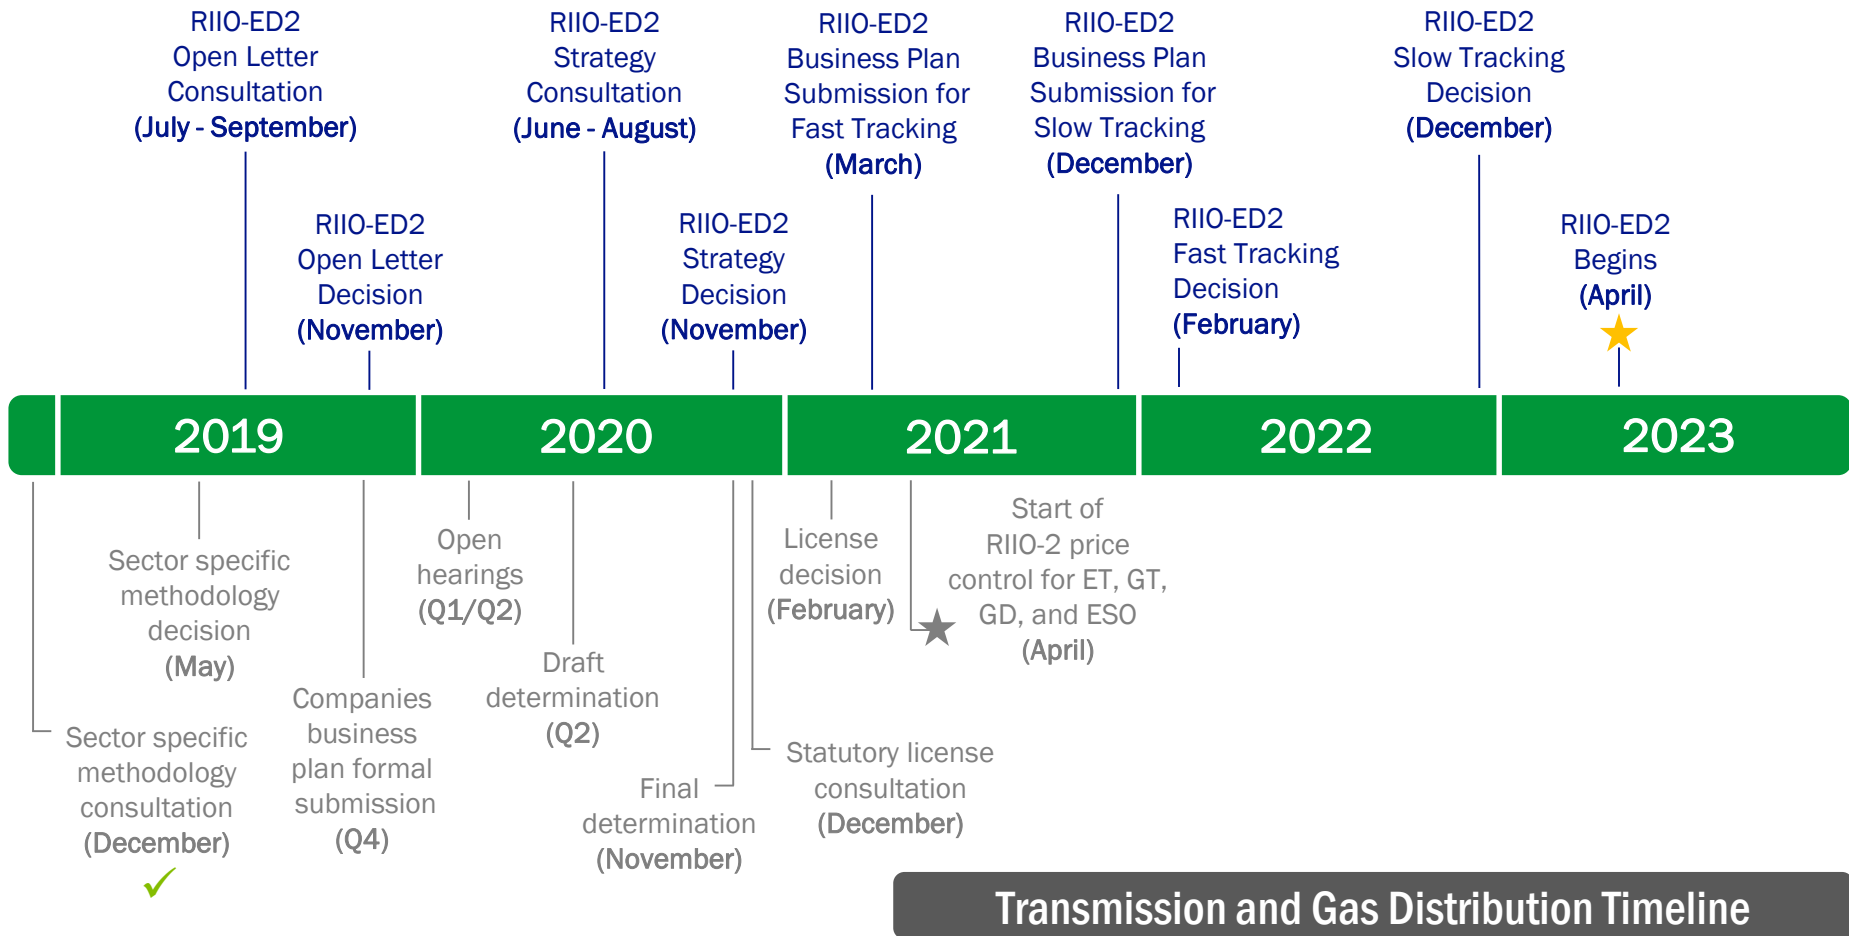 RIIO-ED2
Open Letter
Consultation
(July - September)
RIIO-ED2
Strategy
Consultation
(June - August)
RIIO-ED2
Business Plan
Submission for
Fast Tracking
(March)
RIIO-ED2
Business Plan
Submission for
Slow Tracking
(December)
RIIO-ED2
Slow Tracking
Decision
(December)
RIIO-ED2
Open Letter
Decision
(November)
RIIO-ED2
Strategy
Decision
(November)
RIIO-ED2
Fast Tracking
Decision
(February)
RIIO-ED2
Begins
(April)
2019
2020
2021
2022
2023
Sector specific
methodology
decision
(May)
Open
hearings
(Q1/Q2)
License
decision
(February)
Start of
RIIO-2 price
control for ET, GT,
GD, and ESO
(April)
Sector specific
methodology
consultation
(December)
Companies
business
plan formal
submission
(Q4)
Draft
determination
(Q2)
Final
determination
(November)
Statutory license
consultation
(December)
Transmission and Gas Distribution Timeline